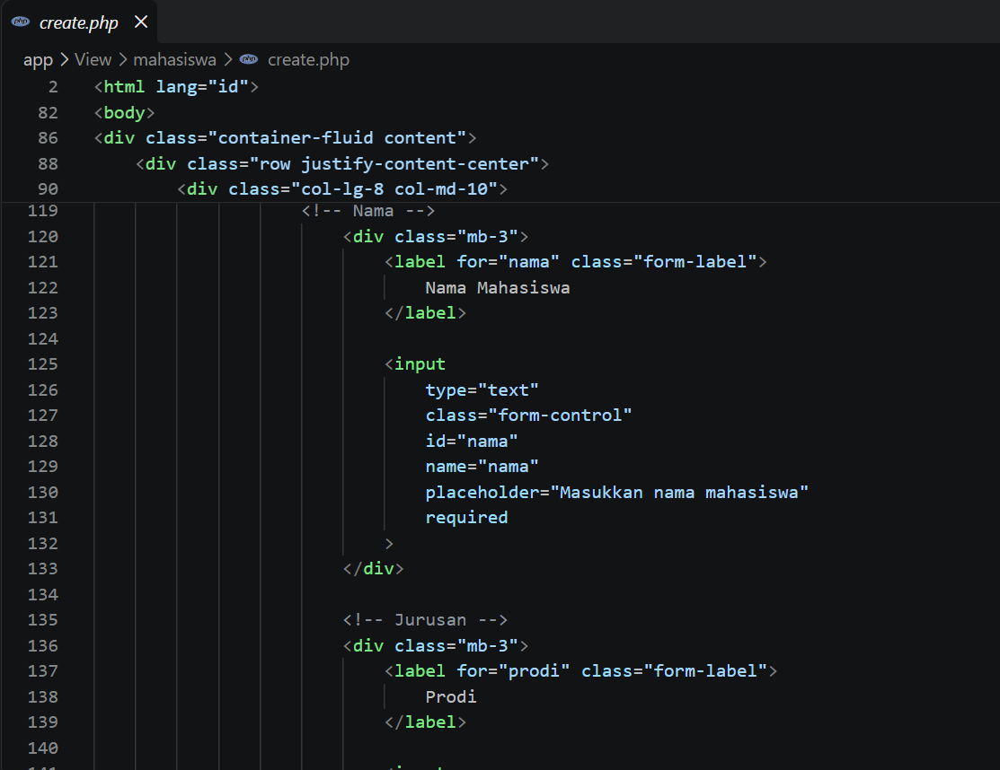 php create.php ×
app > View > mahasiswa > php create.php
2 <html lang="id">
82 <body>
86 <div class="container-fluid content">
88 <div class="row justify-content-center">
90 <div class="col-lg-8 col-md-10">
119 <!-- Nama -->
120 <div class="mb-3">
121 <label for="nama" class="form-label">
122 Nama Mahasiswa
123 </label>
124
125 <input
126 type="text"
127 class="form-control"
128 id="nama"
129 name="nama"
130 placeholder="Masukkan nama mahasiswa"
131 required
132 >
133 </div>
134
135 <!-- Jurusan -->
136 <div class="mb-3">
137 <label for="prodi" class="form-label">
138 Prodi
139 </label>
140